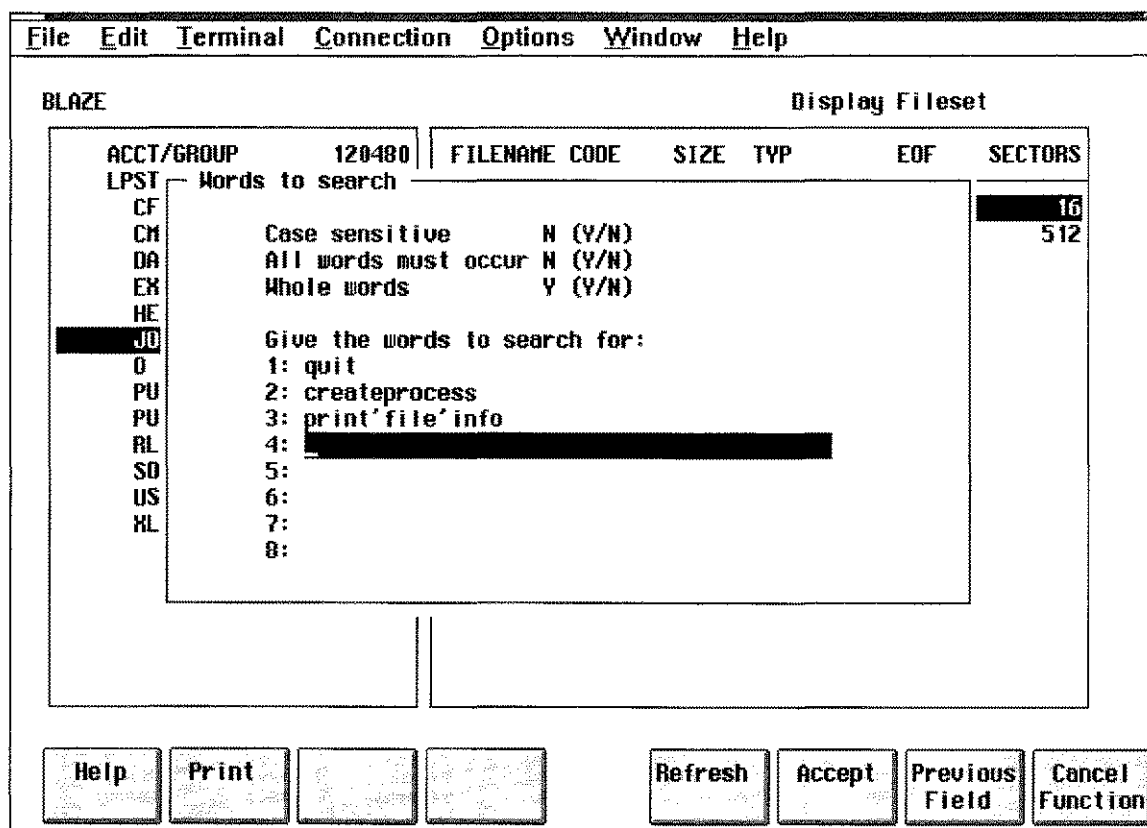 File Edit Terminal Connection Options Window Help
BLAZE Display Fileset
ACCT/GROUP 120480 FILENAME CODE SIZE TYP EOF SECTORS
LPST Words to search
CF 16
CM Case sensitive N (Y/N) 512
DA All words must occur N (Y/N)
EX Whole words Y (Y/N)
HE
JO Give the words to search for:
O 1: quit
PU 2: createprocess
PU 3: print'file'info
RL 4:
SO 5:
US 6:
XL 7:
8:
Help Print Refresh Accept Previous Field Cancel Function